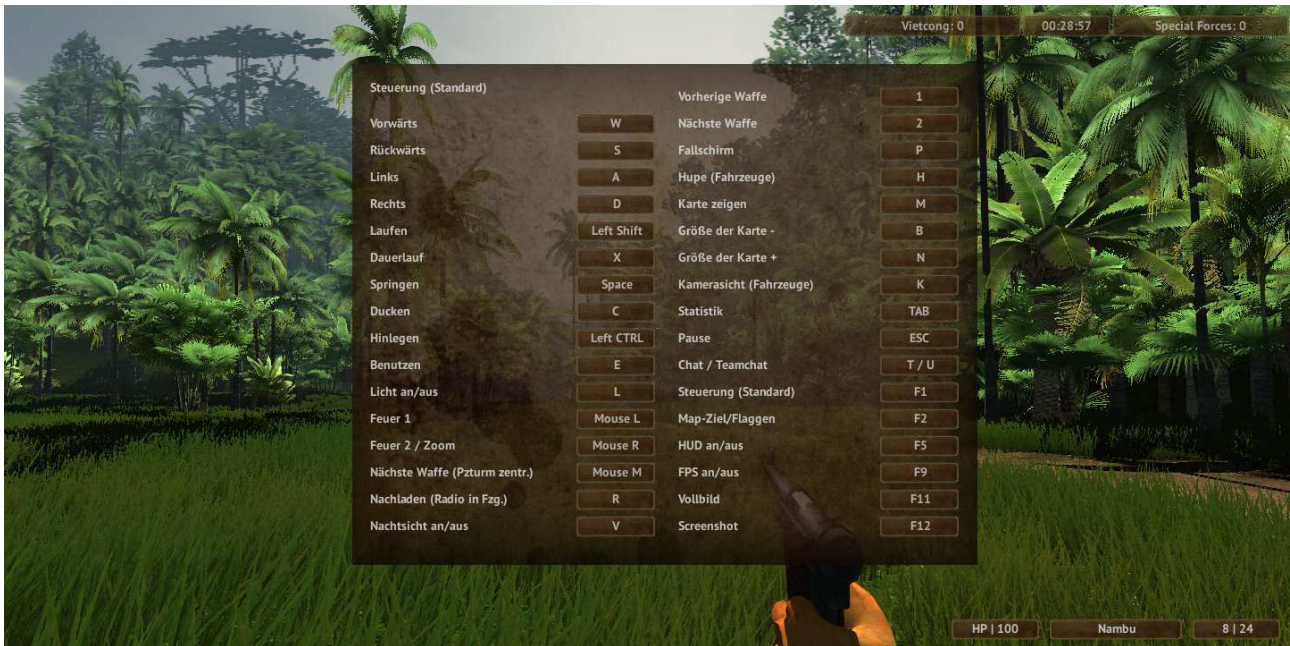 Vietcong: 0 00:28:57 Special Forces: 0
Steuerung (Standard)
Vorwärts W
Rückwärts S
Links A
Rechts D
Laufen Left Shift
Dauerlauf X
Springen Space
Ducken C
Hinlegen Left CTRL
Benutzen E
Licht an/aus L
Feuer 1 Mouse L
Feuer 2 / Zoom Mouse R
Nächste Waffe (Pzturm zentr.) Mouse M
Nachladen (Radio in Fzg.) R
Nachtsicht an/aus V
Vorherige Waffe 1
Nächste Waffe 2
Fallschirm P
Hupe (Fahrzeuge) H
Karte zeigen M
Größe der Karte - B
Größe der Karte + N
Kamerasicht (Fahrzeuge) K
Statistik TAB
Pause ESC
Chat / Teamchat T / U
Steuerung (Standard) F1
Map-Ziel/Flaggen F2
HUD an/aus F5
FPS an/aus F9
Vollbild F11
Screenshot F12
HP | 100 Nambu 8 | 24